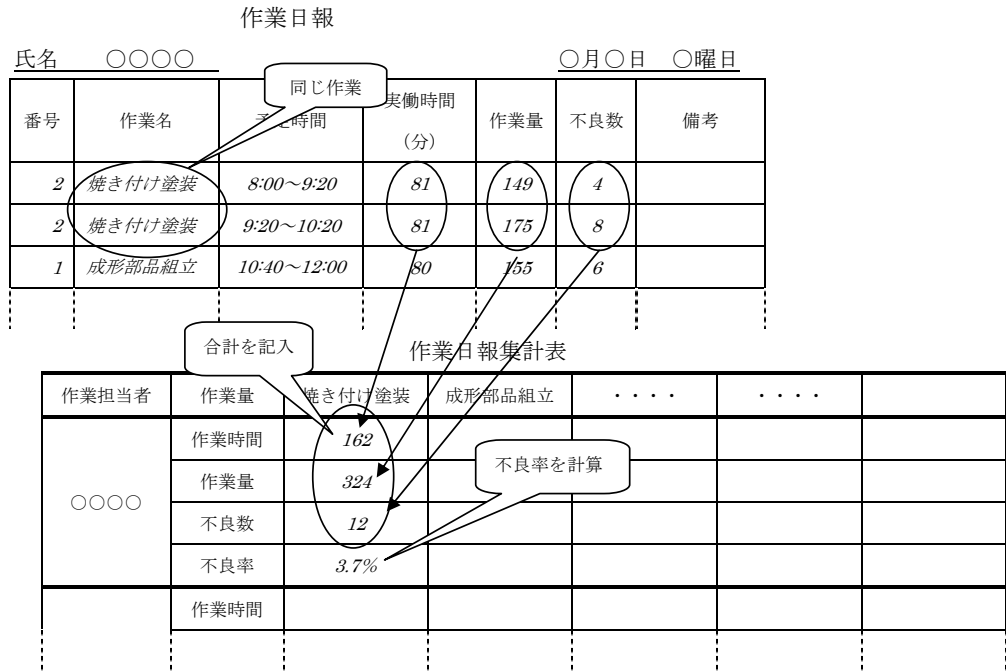 作業日報
氏名 ○○○○ ○月○日 ○曜日
同じ作業
番号 作業名 予定時間 実働時間(分) 作業量 不良数 備考
2 焼き付け塗装 8:00~9:20 81 149 4
2 焼き付け塗装 9:20~10:20 81 175 8
1 成形部品組立 10:40~12:00 80 155 6
合計を記入
作業日報集計表
作業担当者 作業量 焼き付け塗装 成形部品組立 ・・・・ ・・・・
○○○○
作業時間 162
作業量 324
不良率を計算
不良数 12
不良率 3.7%
作業時間